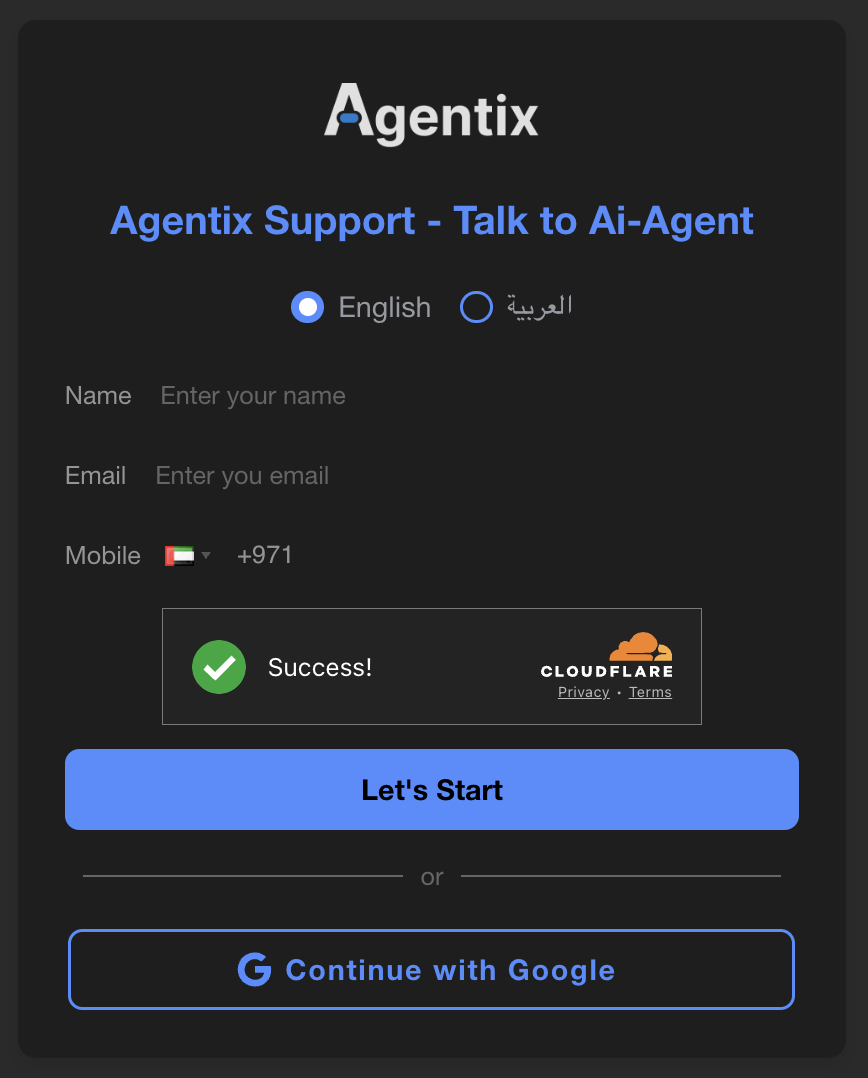 Agentix
Agentix Support - Talk to Ai-Agent
English العربية
Name Enter your name
Email Enter you email
Mobile +971
Success! CLOUDFLARE
Privacy • Terms
Let's Start
or
Continue with Google